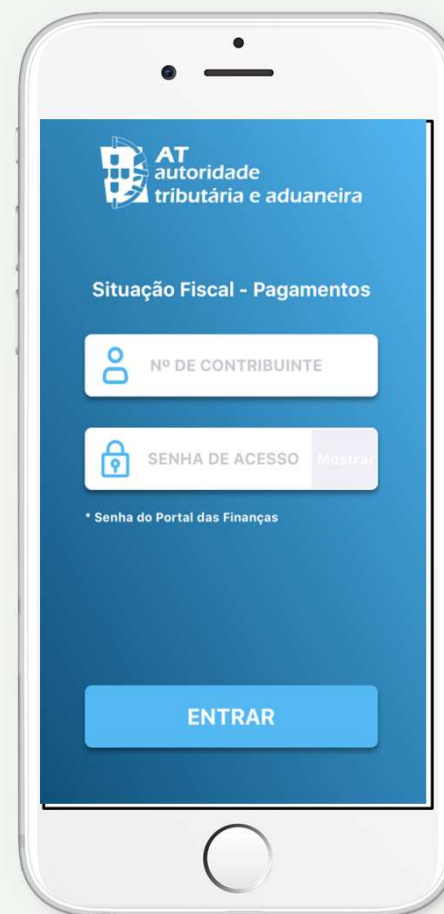 AT
autoridade
tributária e aduaneira
Situação Fiscal - Pagamentos
Nº DE CONTRIBUINTE
SENHA DE ACESSO Mostrar
* Senha do Portal das Finanças
ENTRAR